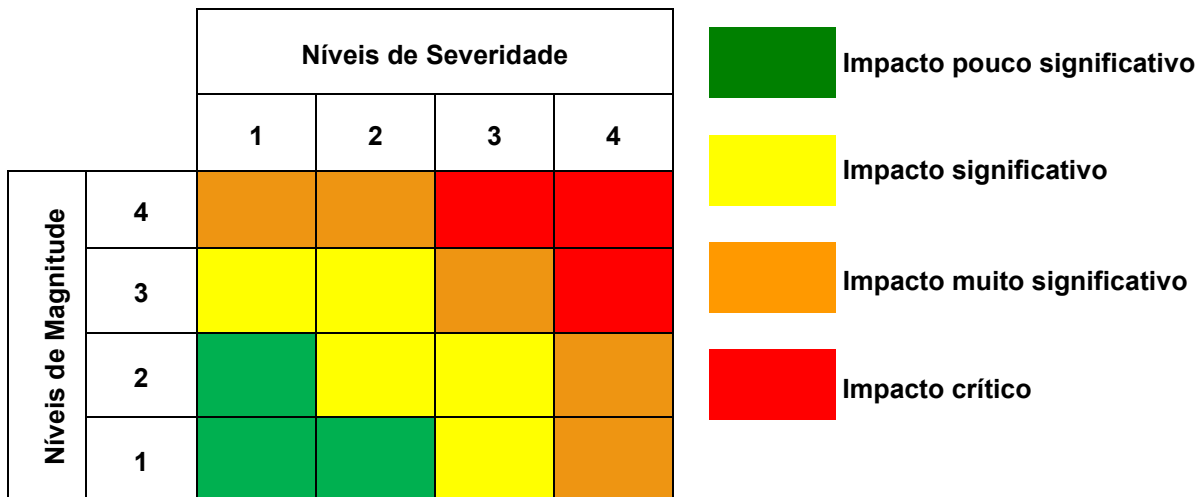 Níveis de Severidade
1 2 3 4
Níveis de Magnitude
4
3
2
1
Impacto pouco significativo
Impacto significativo
Impacto muito significativo
Impacto crítico